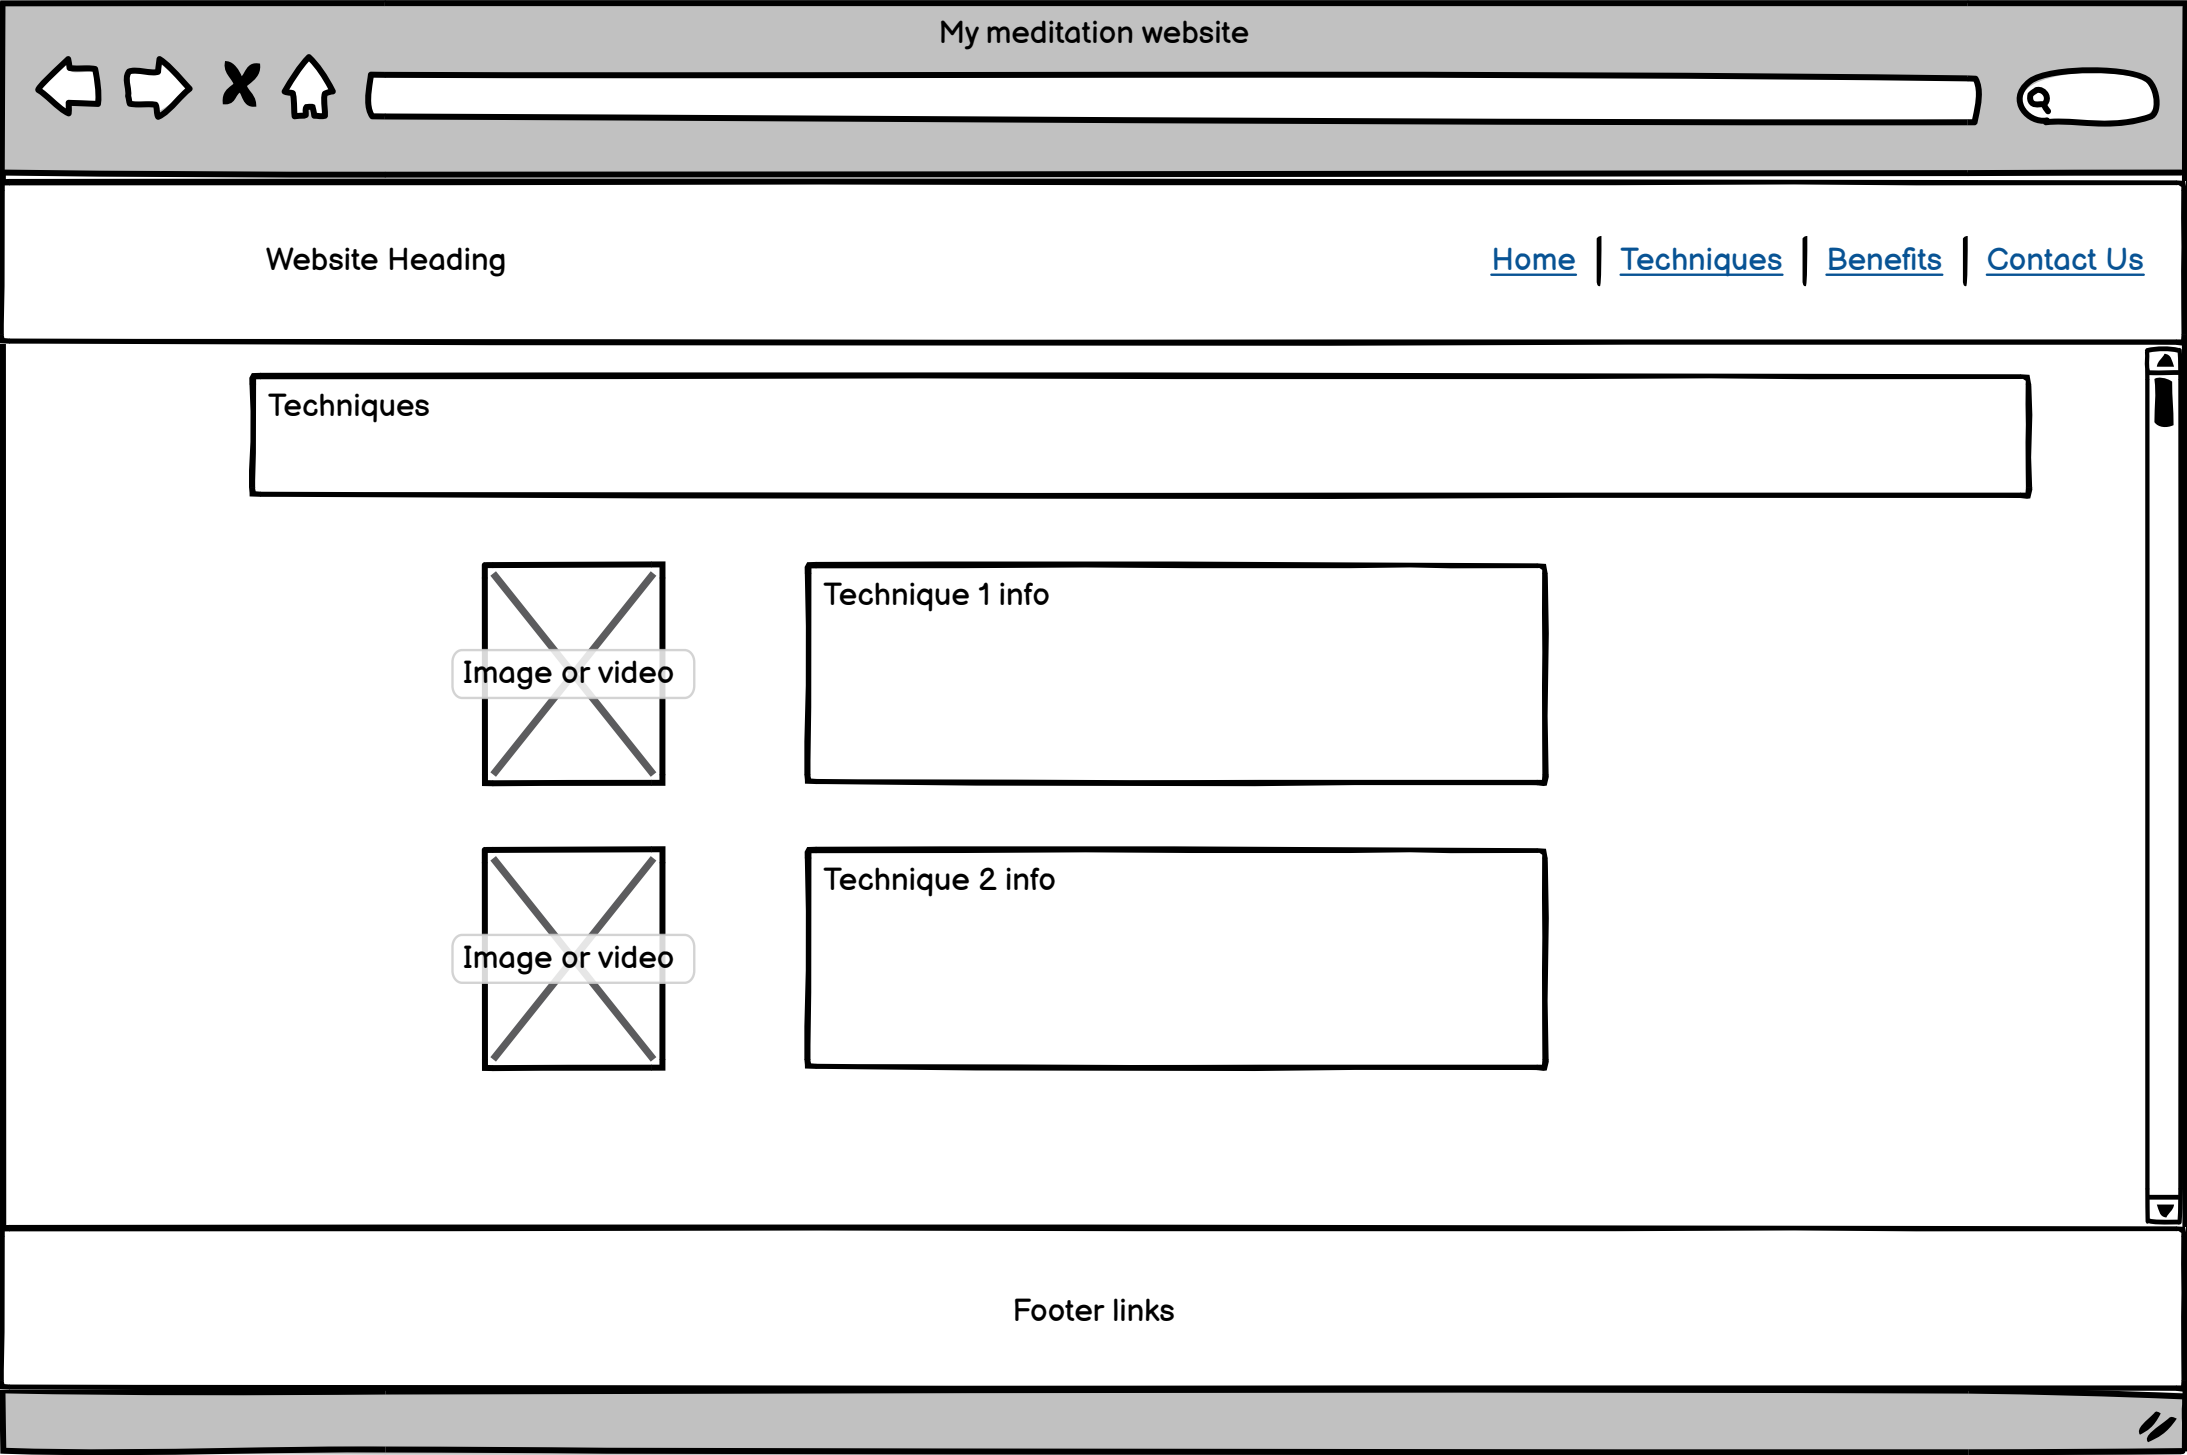 My meditation website
Website Heading
Home
Techniques
Benefits
Contact Us
Techniques
Image or video
Technique 1 info
Image or video
Technique 2 info
Footer links